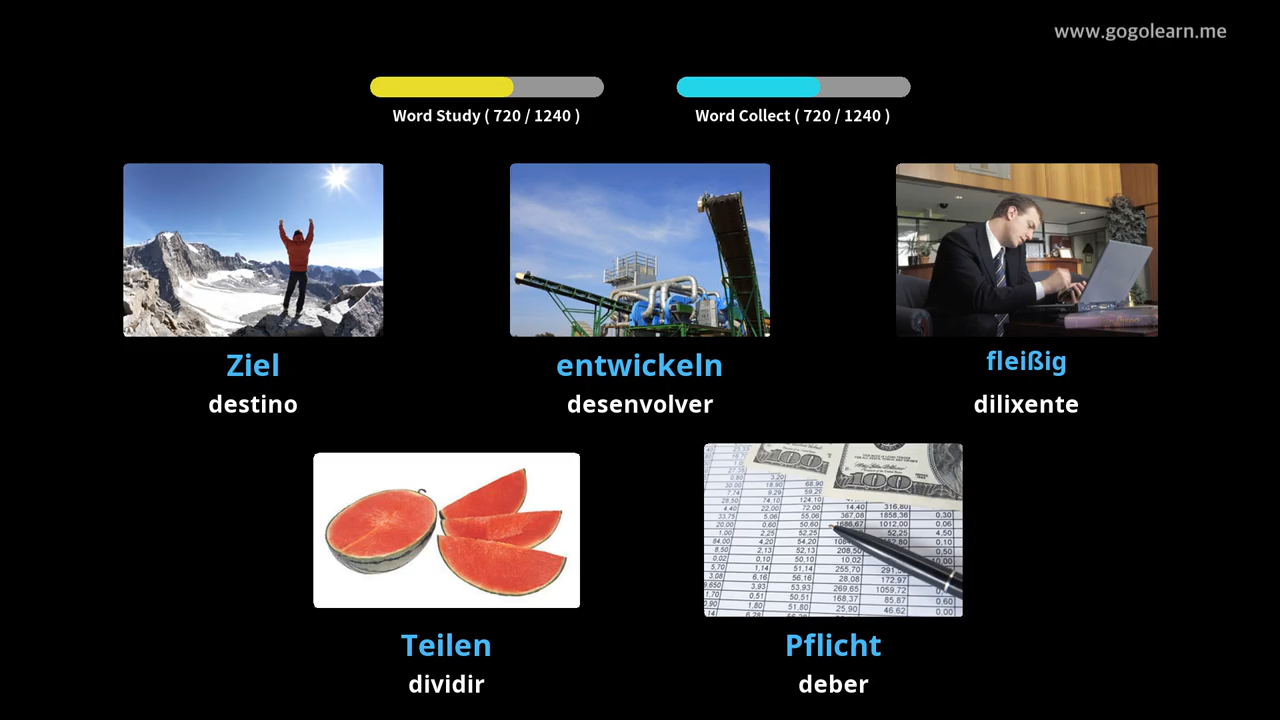 www.gogolearn.me
Word Study ( 720 / 1240 )
Word Collect ( 720 / 1240 )
Ziel
destino
entwickeln
desenvolver
fleißig
dilixente
Teilen
dividir
Pflicht
deber